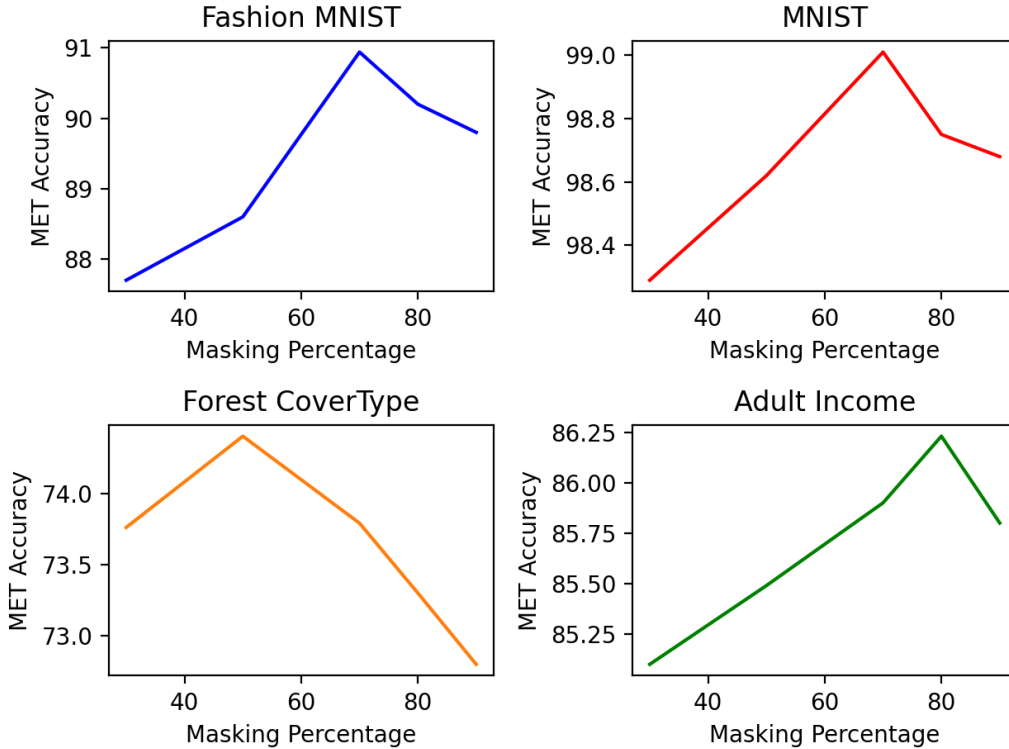 Fashion MNIST
91
90
89
88
MET Accuracy
40 60 80
Masking Percentage
MNIST
99.0
98.8
98.6
98.4
MET Accuracy
40 60 80
Masking Percentage
Forest CoverType
74.0
73.5
73.0
MET Accuracy
40 60 80
Masking Percentage
Adult Income
86.25
86.00
85.75
85.50
85.25
MET Accuracy
40 60 80
Masking Percentage